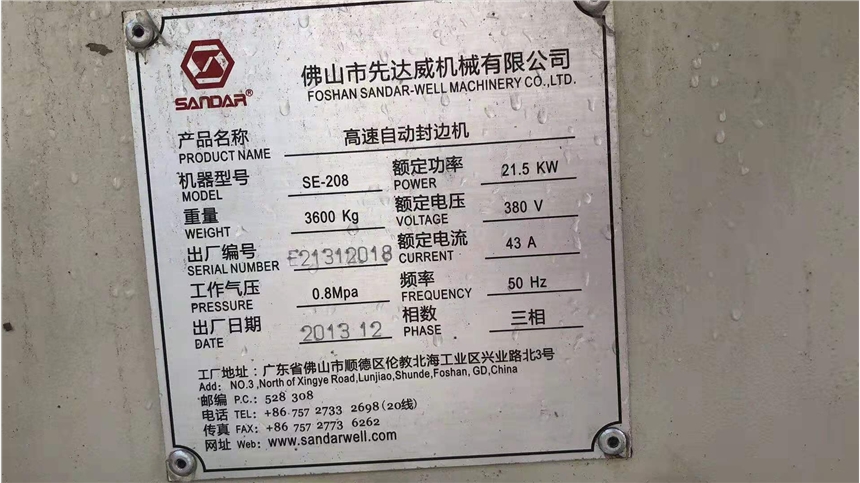 佛山市先达威机械有限公司
SANDAR® FOSHAN SANDAR-WELL MACHINERY CO.,LTD.
产品名称 高速自动封边机
PRODUCT NAME
机器型号 SE-208 额定功率 21.5 KW
MODEL POWER
重量 3600 Kg 额定电压 380 V
WEIGHT VOLTAGE
出厂编号 E21312018 额定电流 43 A
SERIAL NUMBER CURRENT
工作气压 0.8Mpa 频率 50 Hz
PRESSURE FREQUENCY
出厂日期 2013 12 相数 三相
DATE PHASE
工厂地址: 广东省佛山市顺德区伦教北海工业区兴业路北3号
Add: NO.3 ,North of Xingye Road,Lunjiao,Shunde,Foshan, GD,China
邮编 P.C.: 528 308
电话 TEL: +86 757 2733 2698(20线)
传真 FAX: +86 757 2773 6262
网址 Web: www.sandarwell.com